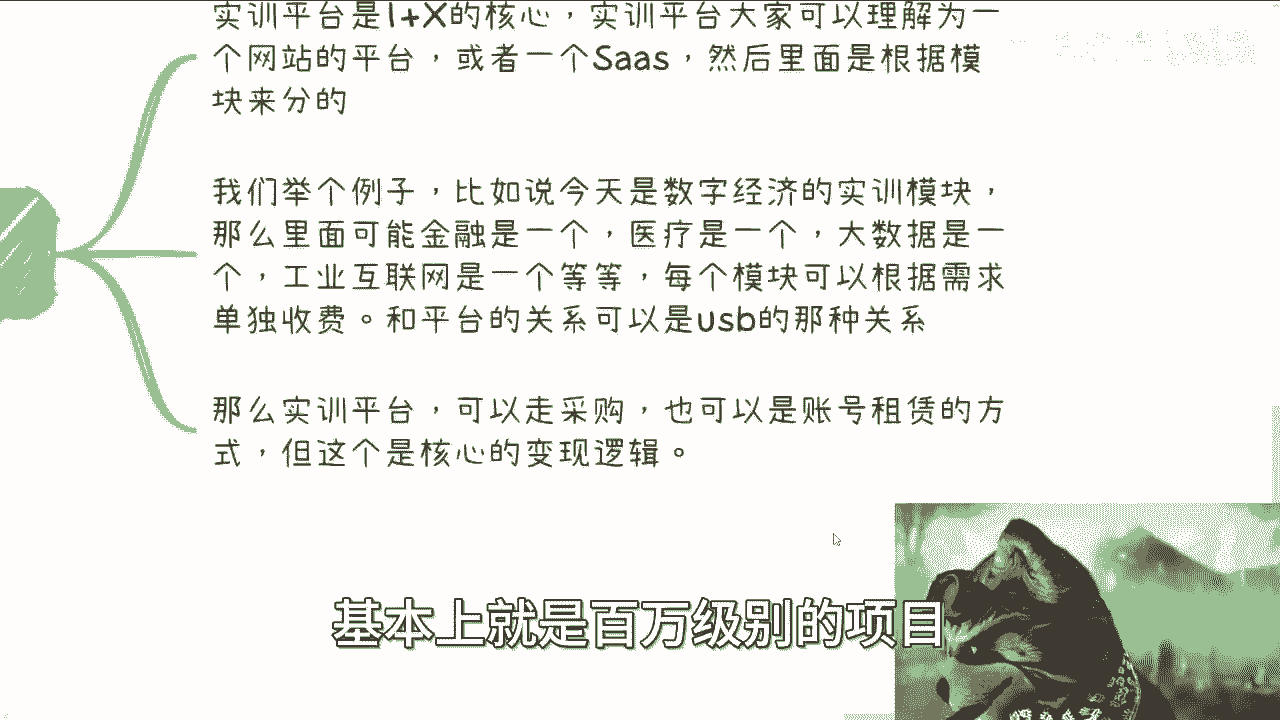 实训平台是1+X的核心，实训平台大家可以理解为一
个网站的平台，或者一个Saas，然后里面是根据模
块来分的
我们举个例子，比如说今天是数字经济的实训模块，
那么里面可能金融是一个，医疗是一个，大数据是一
个，工业互联网是一个等等，每个模块可以根据需求
单独收费。和平台的关系可以是usb的那种关系
那么实训平台，可以走采购，也可以是账号租赁的方
式，但这个是核心的变现逻辑。
基本上就是百万级别的项目